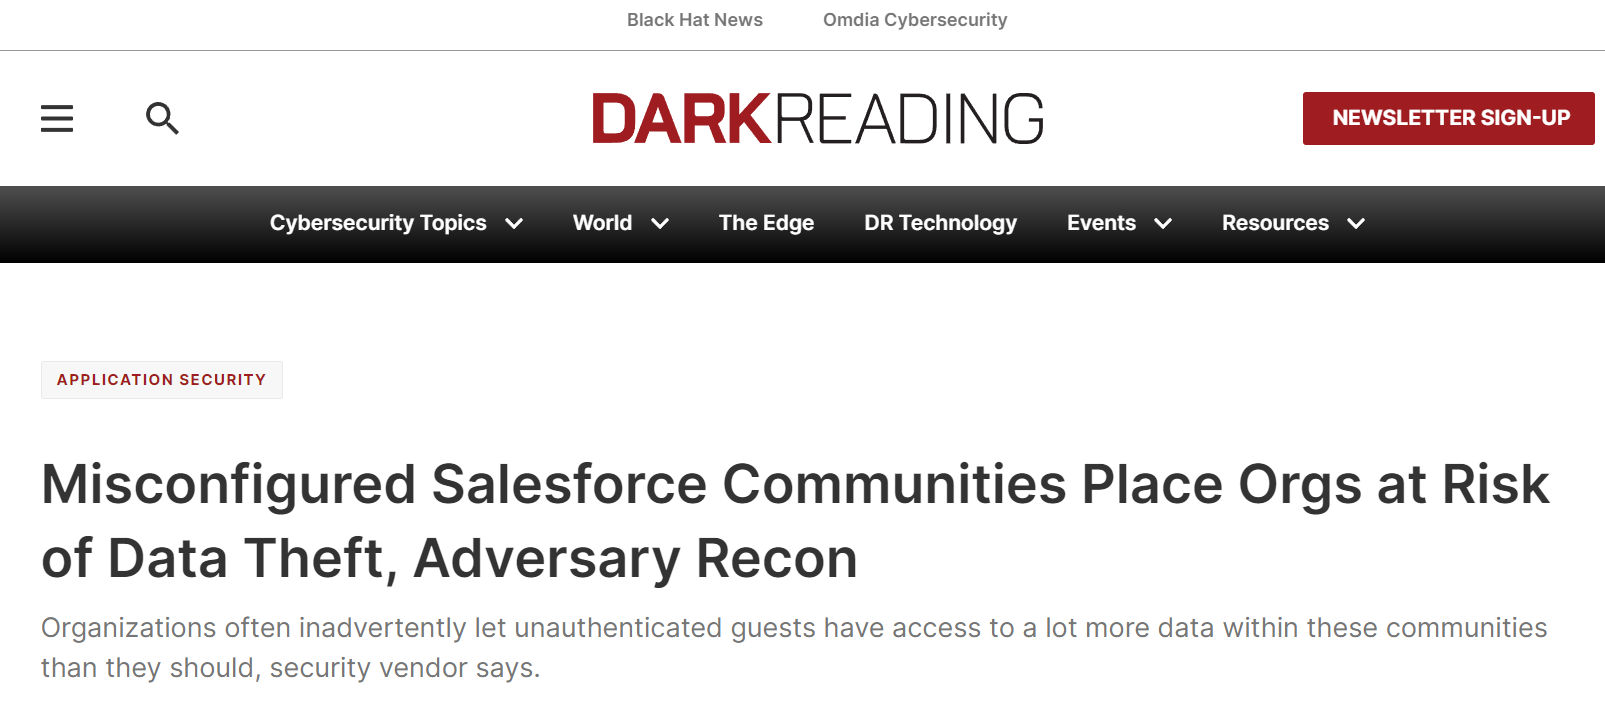 Black Hat News Omdia Cybersecurity
DARKREADING
NEWSLETTER SIGN-UP
Cybersecurity Topics World The Edge DR Technology Events Resources
APPLICATION SECURITY
Misconfigured Salesforce Communities Place Orgs at Risk
of Data Theft, Adversary Recon
Organizations often inadvertently let unauthenticated guests have access to a lot more data within these communities
than they should, security vendor says.